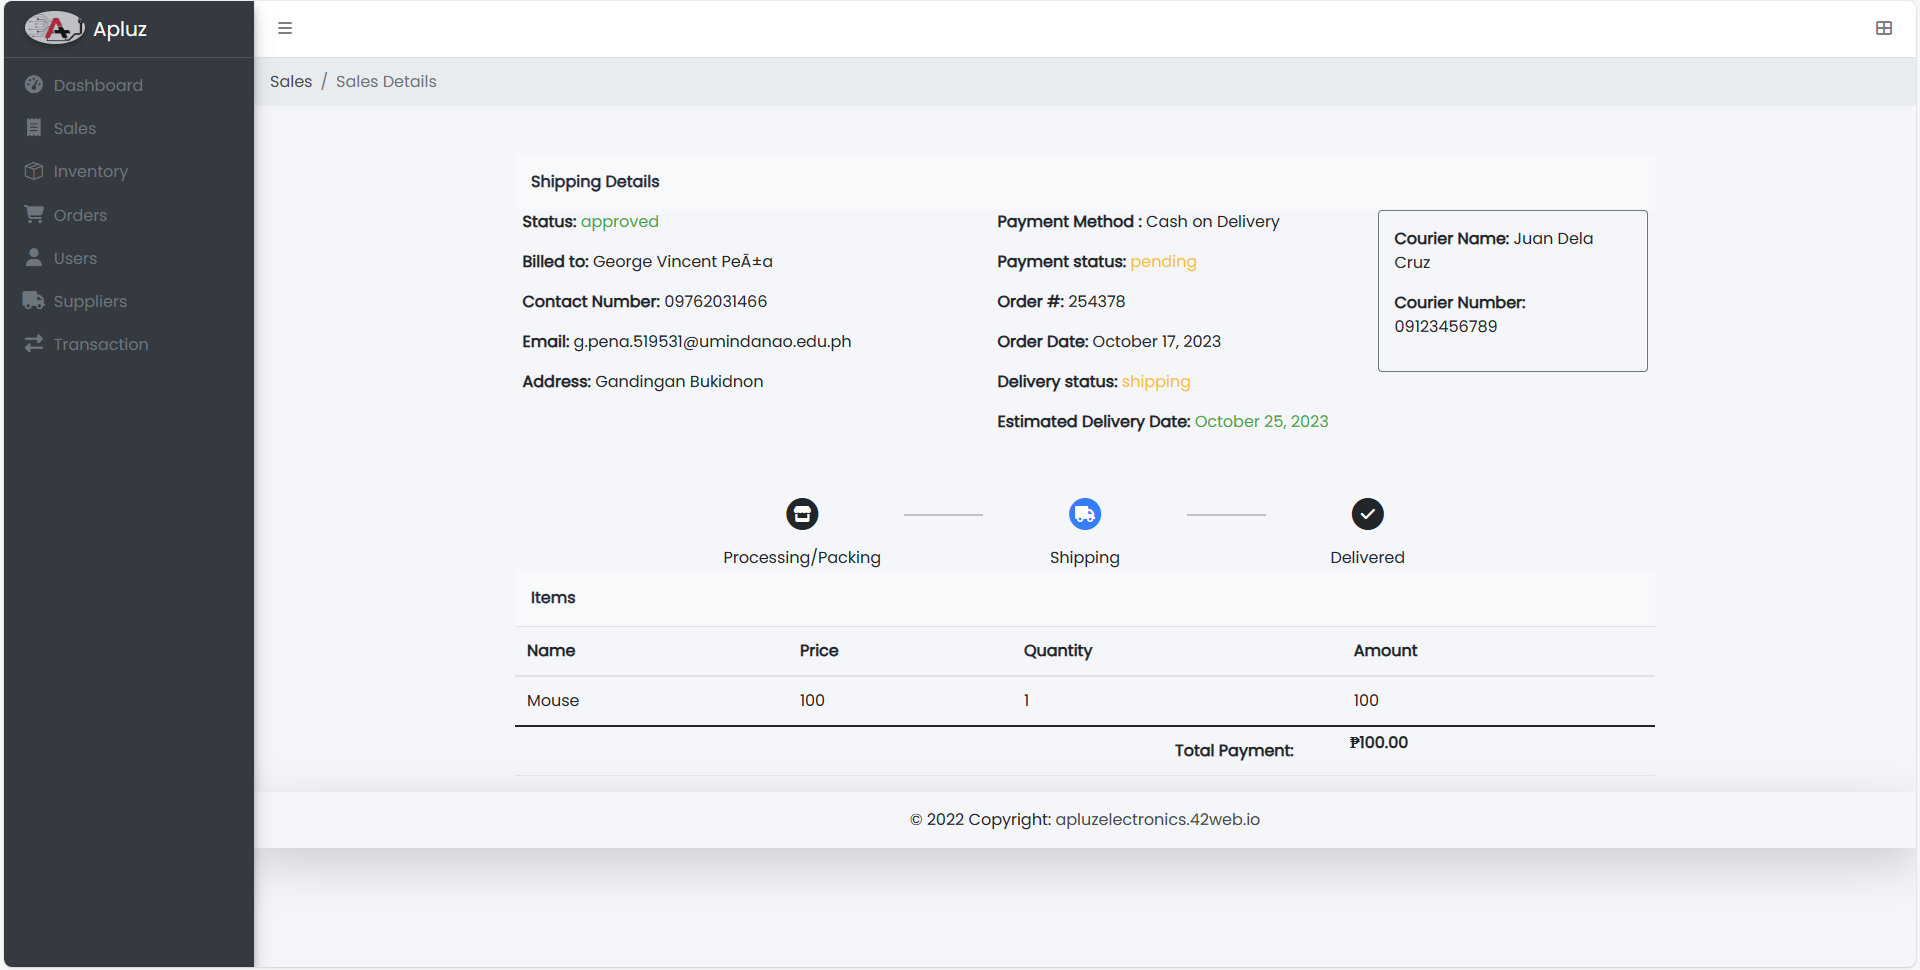 Apluz
Dashboard
Sales
Inventory
Orders
Users
Suppliers
Transaction
Sales / Sales Details
Shipping Details
Status: approved
Billed to: George Vincent PeÃ±a
Contact Number: 09762031466
Email: g.pena.519531@umindanao.edu.ph
Address: Gandingan Bukidnon
Payment Method : Cash on Delivery
Payment status: pending
Order #: 254378
Order Date: October 17, 2023
Delivery status: shipping
Estimated Delivery Date: October 25, 2023
Courier Name: Juan Dela
Cruz
Courier Number:
09123456789
Processing/Packing Shipping Delivered
Items
Name Price Quantity Amount
Mouse 100 1 100
Total Payment: ₱100.00
© 2022 Copyright: apluzelectronics.42web.io